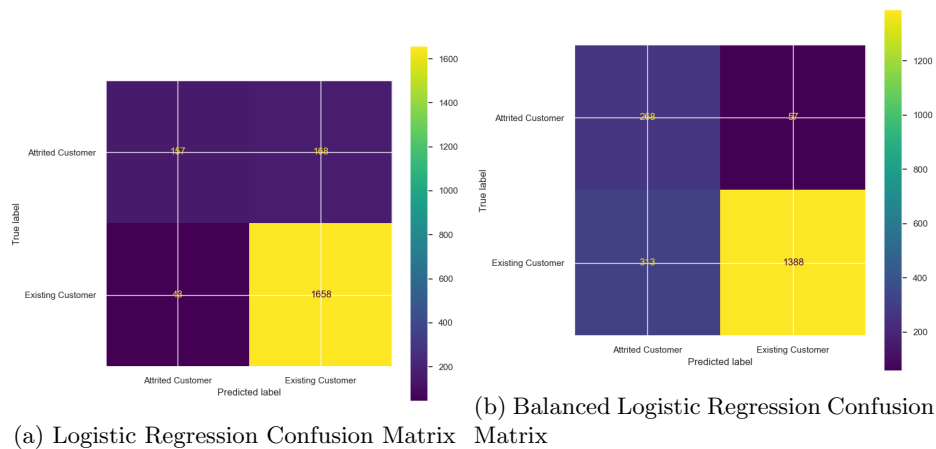 1600
1400
1200
1000
800
600
400
200
Attrited Customer
Existing Customer
True label
157
168
43
1658
Attrited Customer
Existing Customer
Predicted label
(a) Logistic Regression Confusion Matrix
1200
1000
800
600
400
200
Attrited Customer
Existing Customer
True label
268
57
313
1388
Attrited Customer
Existing Customer
Predicted label
(b) Balanced Logistic Regression Confusion
Matrix